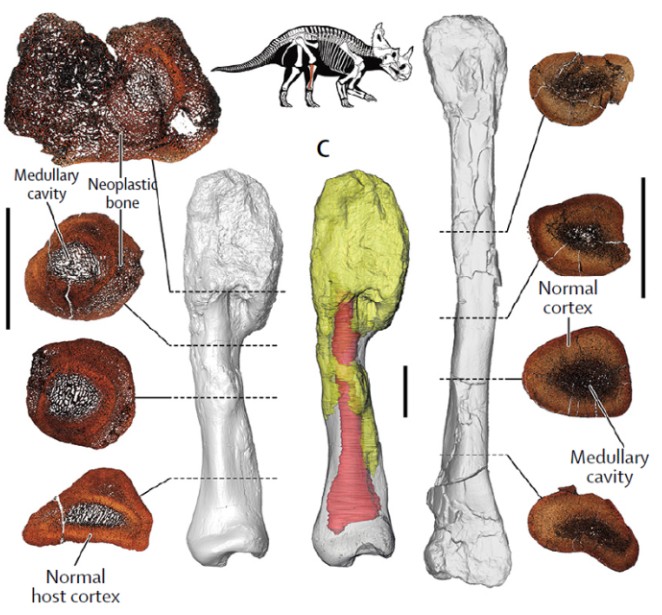 C
Medullary
cavity
Neoplastic
bone
Normal
cortex
Medullary
cavity
Normal
host cortex